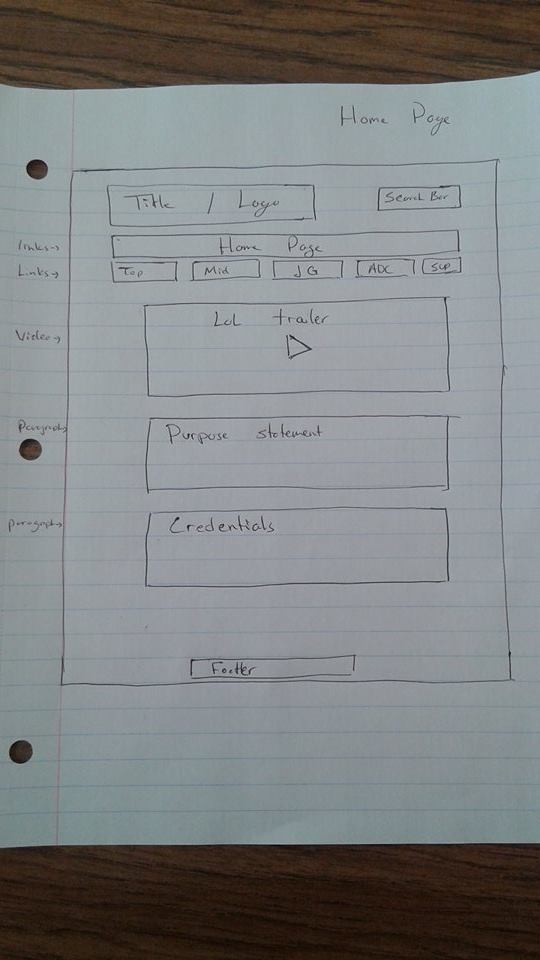 Home Page
Title / Logo
Search Bar
links→ Home Page
Links→ Top Mid JG ADC Sup
Video→ LoL trailer
Paragraph Purpose statement
paragraph→ Credentials
Footer